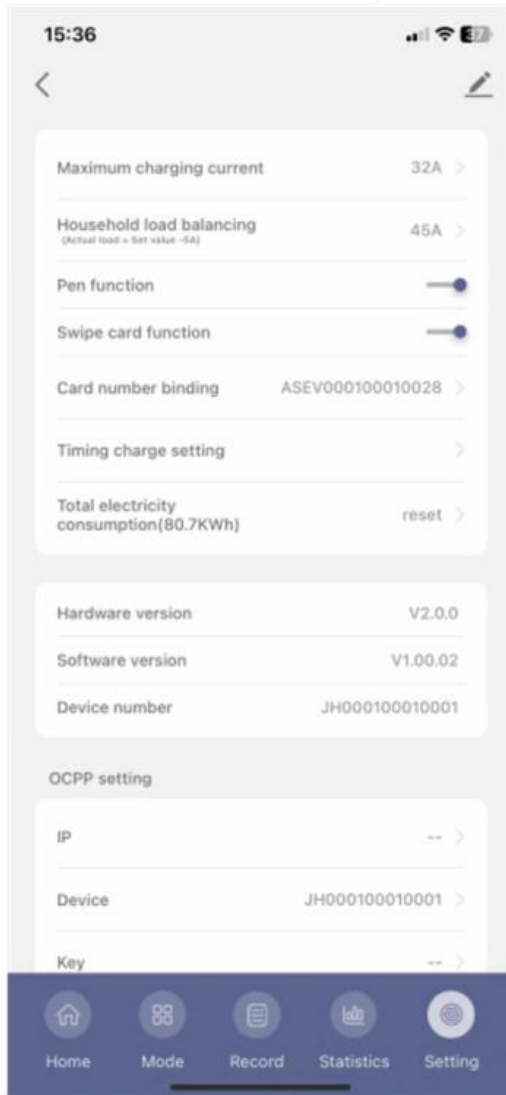 15:36
37
Maximum charging current 32A
Household load balancing 45A
(Actual load = Set value -5A)
Pen function
Swipe card function
Card number binding ASEV000100010028
Timing charge setting
Total electricity
consumption(80.7KWh) reset
Hardware version V2.0.0
Software version V1.00.02
Device number JH000100010001
OCPP setting
IP --
Device JH000100010001
Key --
Home Mode Record Statistics Setting